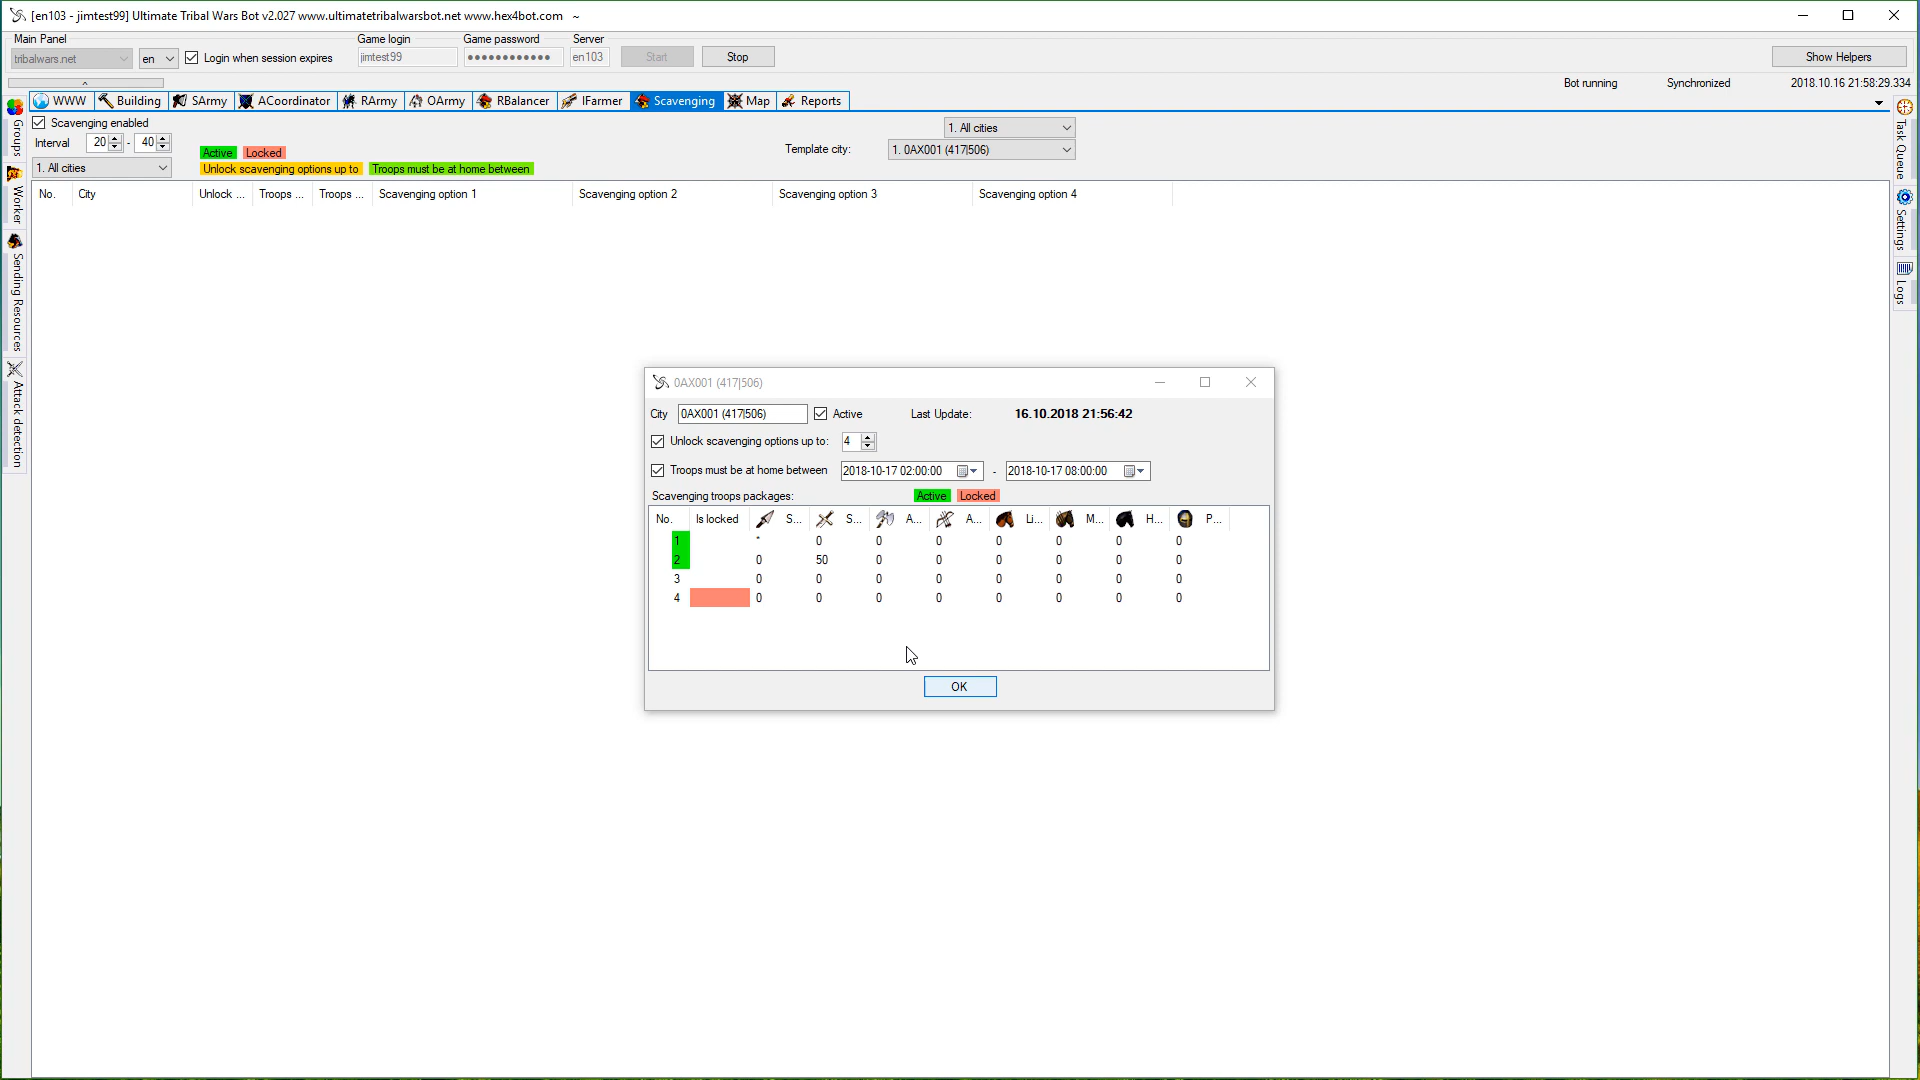 [en103 - jimtest99] Ultimate Tribal Wars Bot v2.027 www.ultimatetribalwarsbot.net www.hex4bot.com ~
Main Panel
tribalwars.net
en
Login when session expires
Game login
jimtest99
Game password
●●●●●●●●●●●●
Server
en103
Start
Stop
Show Helpers
^
Bot running
Synchronized
2018.10.16 21:58:29.334
WWW
Building
SArmy
ACoordinator
RArmy
OArmy
RBalancer
IFarmer
Scavenging
Map
Reports
Groups
Worker
Sending Resources
Attack detection
Task Queue
Settings
Logs
Scavenging enabled
Interval 20 - 40
1. All cities
Active Locked
Unlock scavenging options up to Troops must be at home between
1. All cities
Template city: 1. 0AX001 (417|506)
No. City Unlock ... Troops ... Troops ... Scavenging option 1 Scavenging option 2 Scavenging option 3 Scavenging option 4
0AX001 (417|506)
City 0AX001 (417|506) Active Last Update: 16.10.2018 21:56:42
Unlock scavenging options up to: 4
Troops must be at home between 2018-10-17 02:00:00 - 2018-10-17 08:00:00
Scavenging troops packages: Active Locked
No. Is locked S... S... A... A... Li... M... H... P...
1 * 0 0 0 0 0 0 0
2 0 50 0 0 0 0 0 0
3 0 0 0 0 0 0 0 0
4 0 0 0 0 0 0 0 0
OK